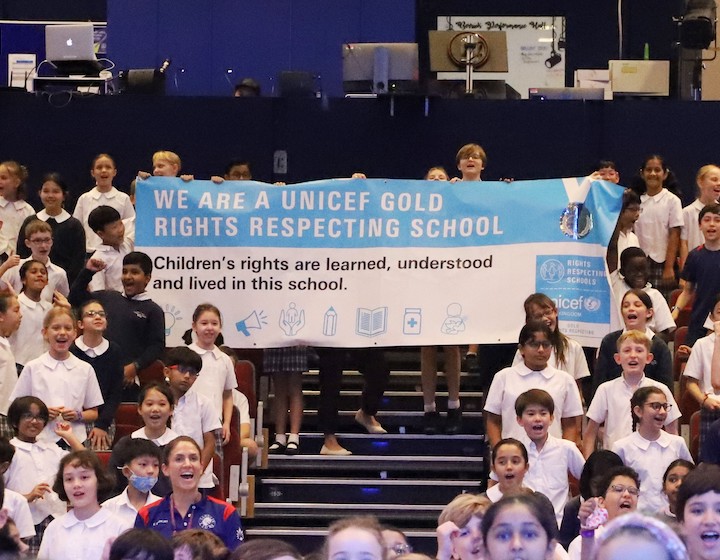 WE ARE A UNICEF GOLD
RIGHTS RESPECTING SCHOOL
Children's rights are learned, understood
and lived in this school.
RIGHTS
RESPECTING
SCHOOLS
unicef